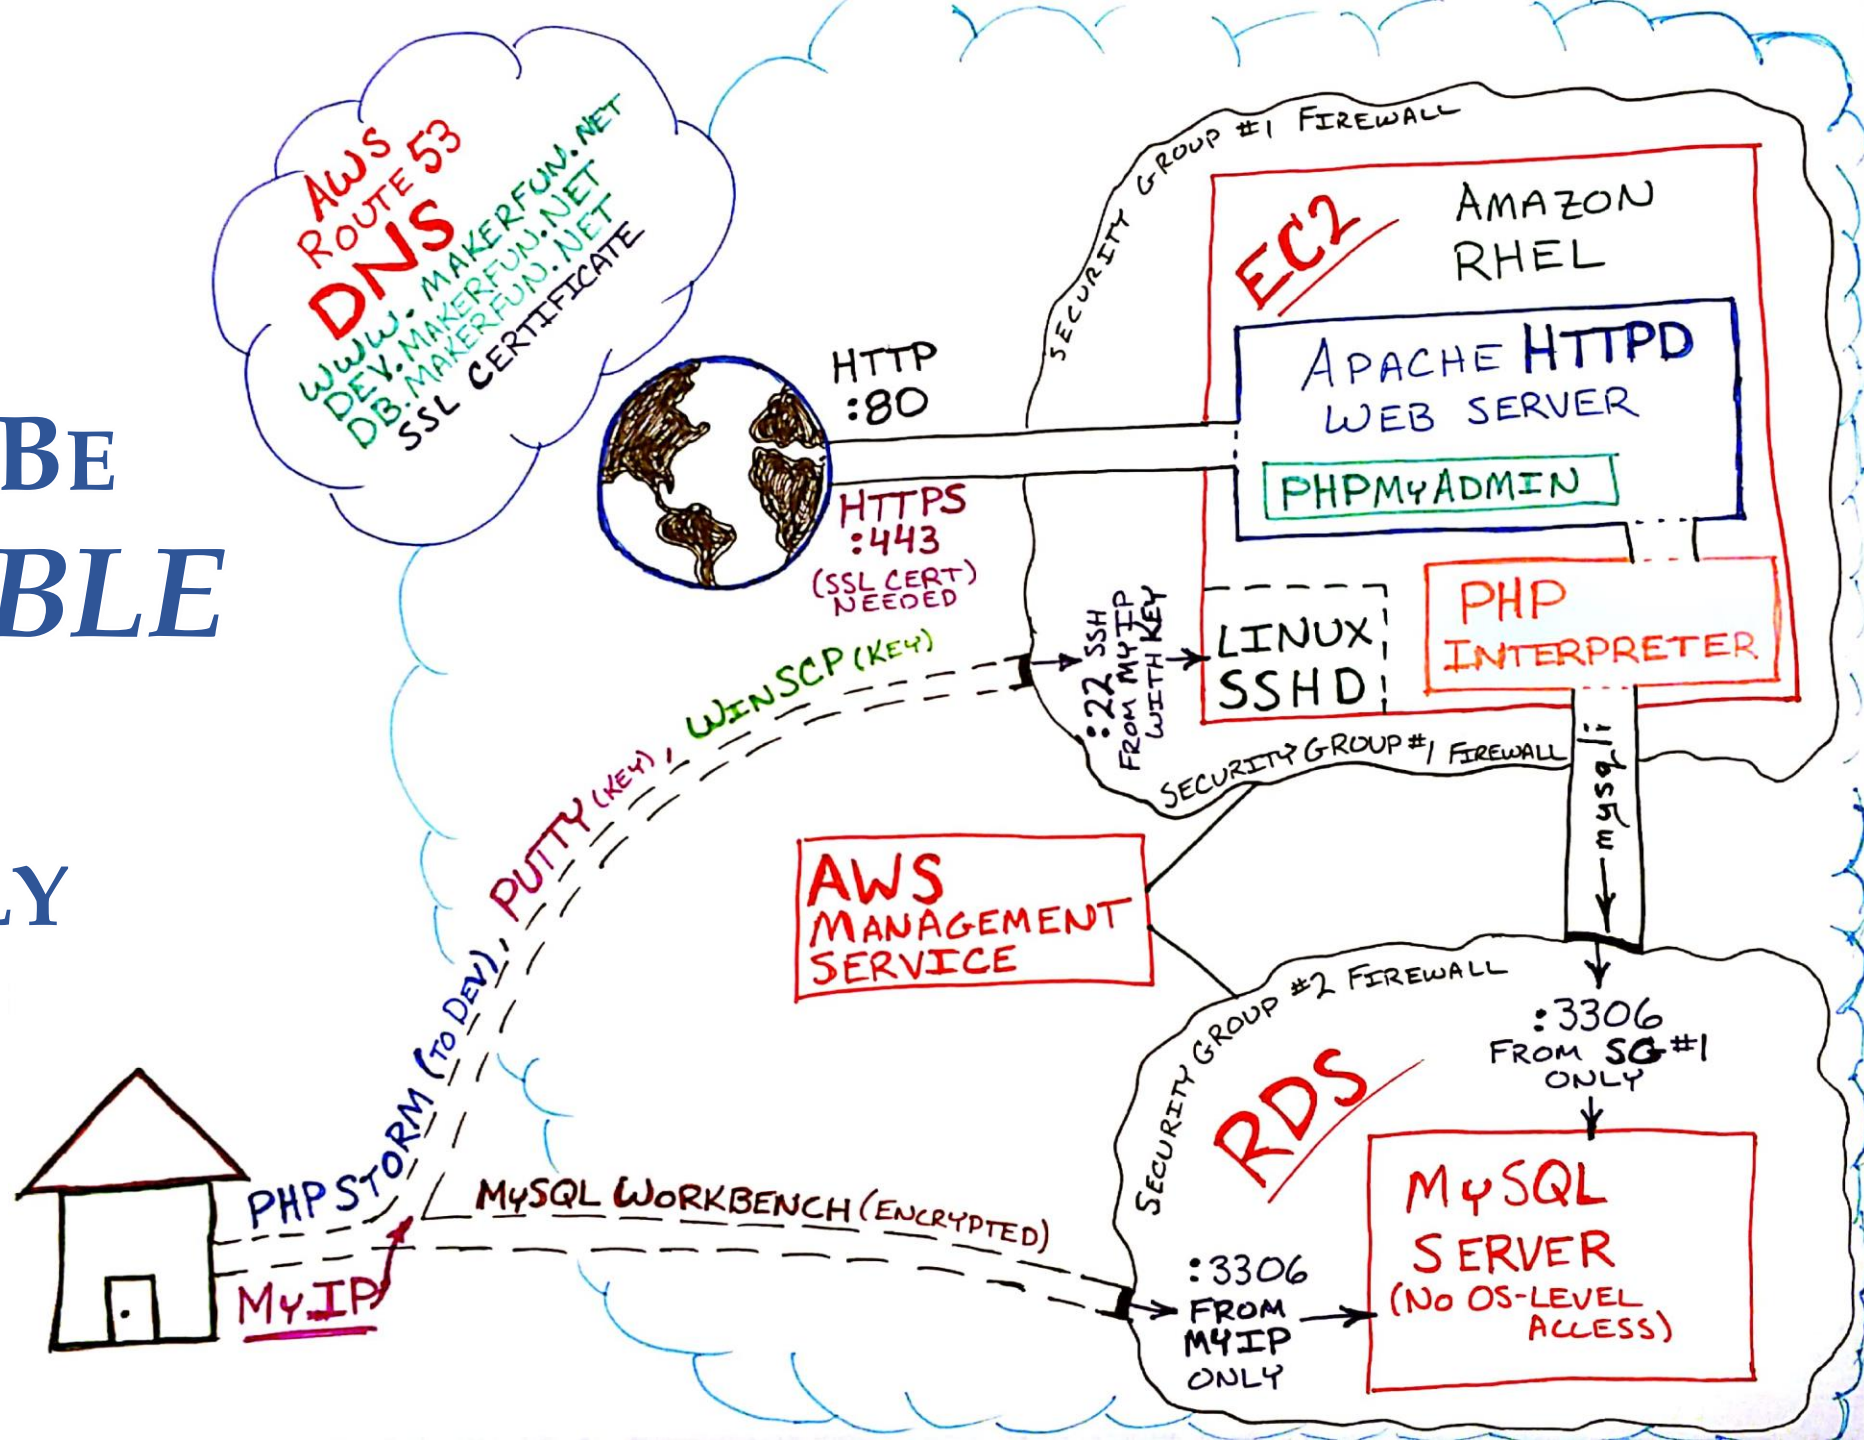 BE
BLE
LY
AWS
ROUTE 53
DNS
WWW. MAKERFUN.NET
DEV. MAKERFUN.NET
DB. MAKERFUN.NET
SSL CERTIFICATE
HTTP
:80
HTTPS
:443
(SSL CERT)
NEEDED
SECURITY GROUP #1 FIREWALL
EC2
AMAZON
RHEL
APACHE HTTPD
WEB SERVER
PHPMYADMIN
PHP
INTERPRETER
LINUX
SSHD
:22 SSH
FROM MY IP
WITH KEY
SECURITY GROUP #1 FIREWALL
mysqli
PHPSTORM (TO DEV), PUTTY (KEY), WINSCP (KEY)
AWS
MANAGEMENT
SERVICE
SECURITY GROUP #2 FIREWALL
RDS
:3306
FROM SG #1
ONLY
MySQL
SERVER
(NO OS-LEVEL
ACCESS)
MySQL WORKBENCH (ENCRYPTED)
MY IP
:3306
FROM
MY IP
ONLY